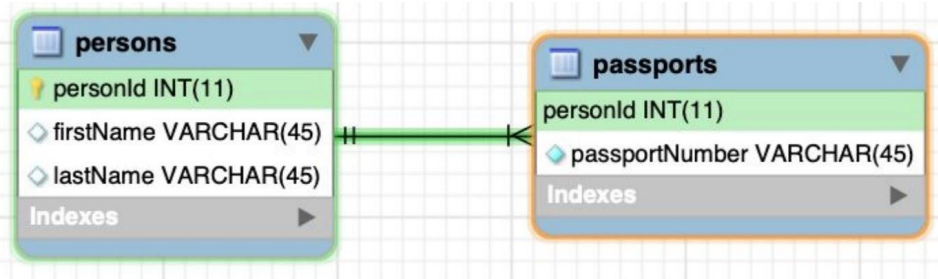 persons
personId INT(11)
firstName VARCHAR(45)
lastName VARCHAR(45)
Indexes
passports
personId INT(11)
passportNumber VARCHAR(45)
Indexes